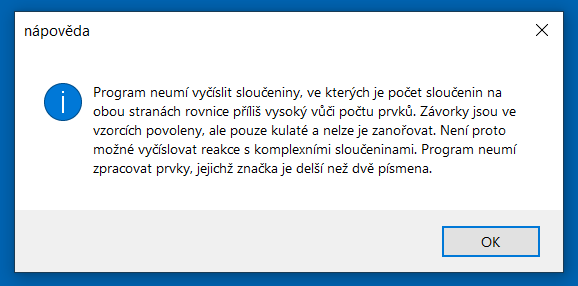 nápověda
Program neumí vyčíslit sloučeniny, ve kterých je počet sloučenin na
obou stranách rovnice příliš vysoký vůči počtu prvků. Závorky jsou ve
vzorcích povoleny, ale pouze kulaté a nelze je zanořovat. Není proto
možné vyčíslovat reakce s komplexními sloučeninami. Program neumí
zpracovat prvky, jejichž značka je delší než dvě písmena.
OK